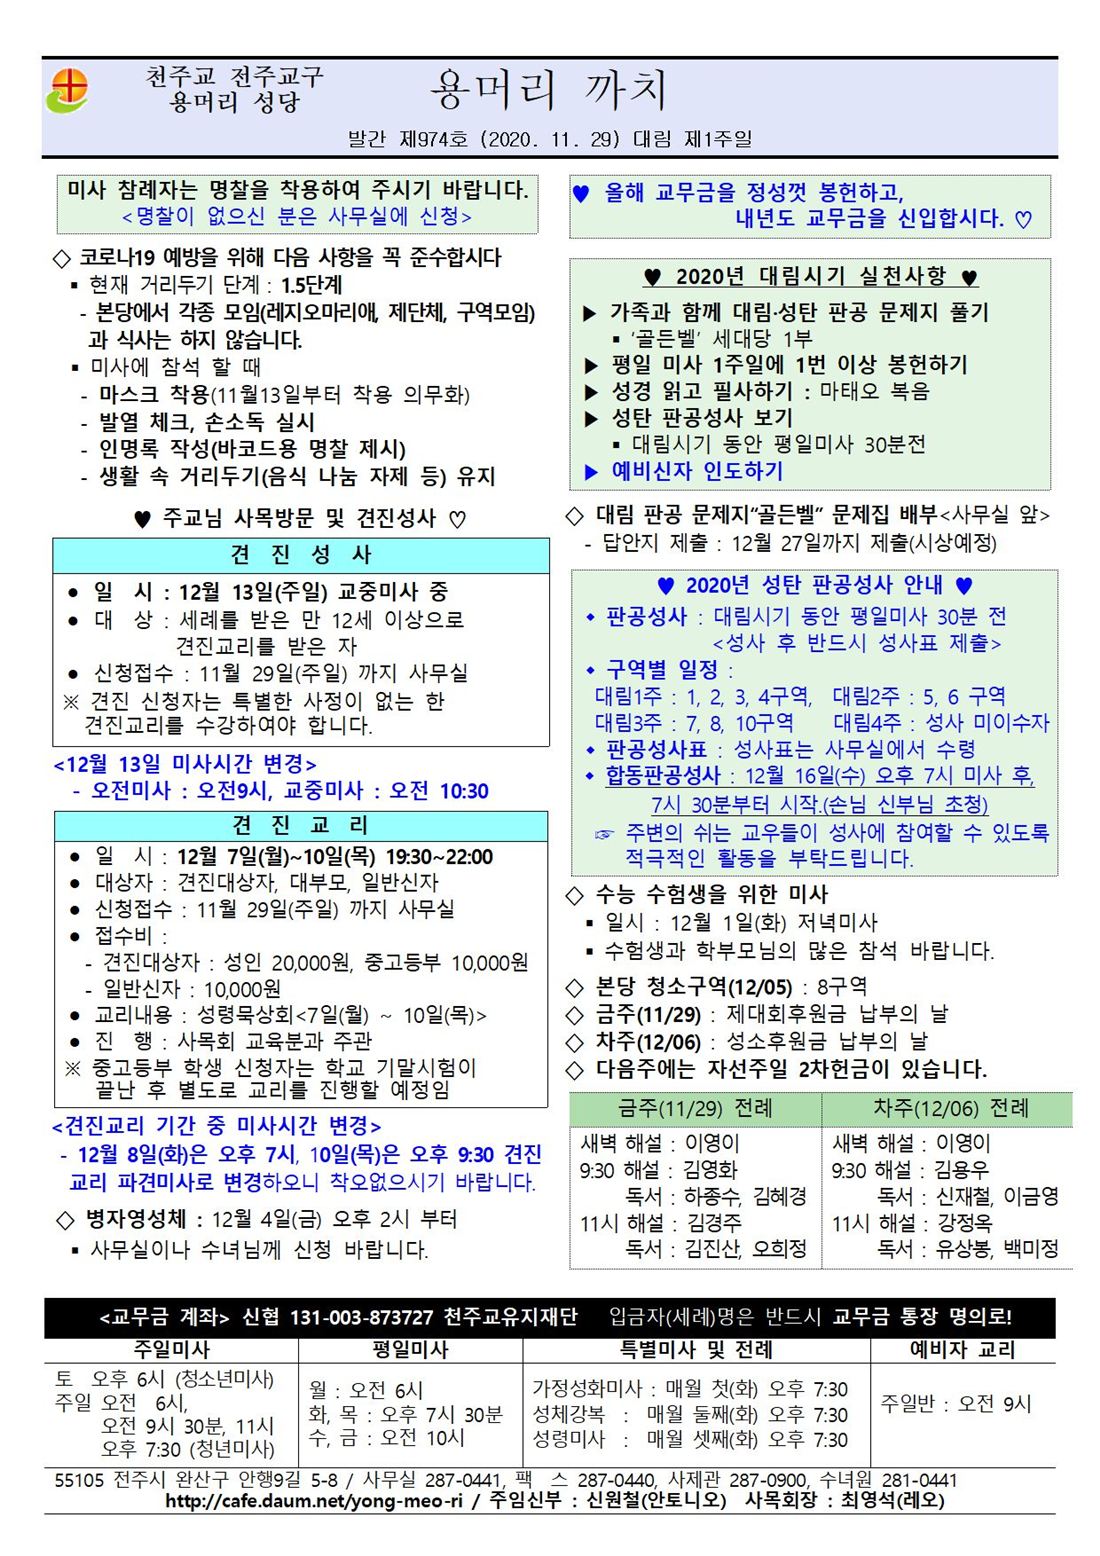 천주교 전주교구
용머리 성당
용머리 까치
발간 제974호 (2020. 11. 29) 대림 제1주일
미사 참례자는 명찰을 착용하여 주시기 바랍니다.
<명찰이 없으신 분은 사무실에 신청>
◇ 코로나19 예방을 위해 다음 사항을 꼭 준수합시다
▪ 현재 거리두기 단계 : 1.5단계
- 본당에서 각종 모임(레지오마리애, 제단체, 구역모임)
과 식사는 하지 않습니다.
▪ 미사에 참석 할 때
- 마스크 착용(11월13일부터 착용 의무화)
- 발열 체크, 손소독 실시
- 인명록 작성(바코드용 명찰 제시)
- 생활 속 거리두기(음식 나눔 자제 등) 유지
♥ 주교님 사목방문 및 견진성사 ♡
견 진 성 사
● 일 시 : 12월 13일(주일) 교중미사 중
● 대 상 : 세례를 받은 만 12세 이상으로
견진교리를 받은 자
● 신청접수 : 11월 29일(주일) 까지 사무실
※ 견진 신청자는 특별한 사정이 없는 한
견진교리를 수강하여야 합니다.
<12월 13일 미사시간 변경>
- 오전미사 : 오전9시, 교중미사 : 오전 10:30
견 진 교 리
● 일 시 : 12월 7일(월)~10일(목) 19:30~22:00
● 대상자 : 견진대상자, 대부모, 일반신자
● 신청접수 : 11월 29일(주일) 까지 사무실
● 접수비 :
- 견진대상자 : 성인 20,000원, 중고등부 10,000원
- 일반신자 : 10,000원
● 교리내용 : 성령묵상회<7일(월) ~ 10일(목)>
● 진 행 : 사목회 교육분과 주관
※ 중고등부 학생 신청자는 학교 기말시험이
끝난 후 별도로 교리를 진행할 예정임
<견진교리 기간 중 미사시간 변경>
- 12월 8일(화)은 오후 7시, 10일(목)은 오후 9:30 견진
교리 파견미사로 변경하오니 착오없으시기 바랍니다.
◇ 병자영성체 : 12월 4일(금) 오후 2시 부터
▪ 사무실이나 수녀님께 신청 바랍니다.
♥ 올해 교무금을 정성껏 봉헌하고,
내년도 교무금을 신입합시다. ♡
♥ 2020년 대림시기 실천사항 ♥
▶ 가족과 함께 대림·성탄 판공 문제지 풀기
▪ ‘골든벨’ 세대당 1부
▶ 평일 미사 1주일에 1번 이상 봉헌하기
▶ 성경 읽고 필사하기 : 마태오 복음
▶ 성탄 판공성사 보기
▪ 대림시기 동안 평일미사 30분전
▶ 예비신자 인도하기
◇ 대림 판공 문제지“골든벨” 문제집 배부<사무실 앞>
- 답안지 제출 : 12월 27일까지 제출(시상예정)
♥ 2020년 성탄 판공성사 안내 ♥
◆ 판공성사 : 대림시기 동안 평일미사 30분 전
<성사 후 반드시 성사표 제출>
◆ 구역별 일정 :
대림1주 : 1, 2, 3, 4구역, 대림2주 : 5, 6 구역
대림3주 : 7, 8, 10구역 대림4주 : 성사 미이수자
◆ 판공성사표 : 성사표는 사무실에서 수령
◆ 합동판공성사 : 12월 16일(수) 오후 7시 미사 후,
7시 30분부터 시작.(손님 신부님 초청)
☞ 주변의 쉬는 교우들이 성사에 참여할 수 있도록
적극적인 활동을 부탁드립니다.
◇ 수능 수험생을 위한 미사
▪ 일시 : 12월 1일(화) 저녁미사
▪ 수험생과 학부모님의 많은 참석 바랍니다.
◇ 본당 청소구역(12/05) : 8구역
◇ 금주(11/29) : 제대회후원금 납부의 날
◇ 차주(12/06) : 성소후원금 납부의 날
◇ 다음주에는 자선주일 2차헌금이 있습니다.
금주(11/29) 전례 차주(12/06) 전례
새벽 해설 : 이영이 새벽 해설 : 이영이
9:30 해설 : 김영화 9:30 해설 : 김용우
독서 : 하종수, 김혜경 독서 : 신재철, 이금영
11시 해설 : 김경주 11시 해설 : 강정옥
독서 : 김진산, 오희정 독서 : 유상봉, 백미정
<교무금 계좌> 신협 131-003-873727 천주교유지재단 입금자(세례)명은 반드시 교무금 통장 명의로!
주일미사 평일미사 특별미사 및 전례 예비자 교리
토 오후 6시 (청소년미사)
주일 오전 6시,
오전 9시 30분, 11시
오후 7:30 (청년미사)
월 : 오전 6시
화, 목 : 오후 7시 30분
수, 금 : 오전 10시
가정성화미사 : 매월 첫(화) 오후 7:30
성체강복 : 매월 둘째(화) 오후 7:30
성령미사 : 매월 셋째(화) 오후 7:30
주일반 : 오전 9시
55105 전주시 완산구 안행9길 5-8 / 사무실 287-0441, 팩 스 287-0440, 사제관 287-0900, 수녀원 281-0441
http://cafe.daum.net/yong-meo-ri / 주임신부 : 신원철(안토니오) 사목회장 : 최영석(레오)